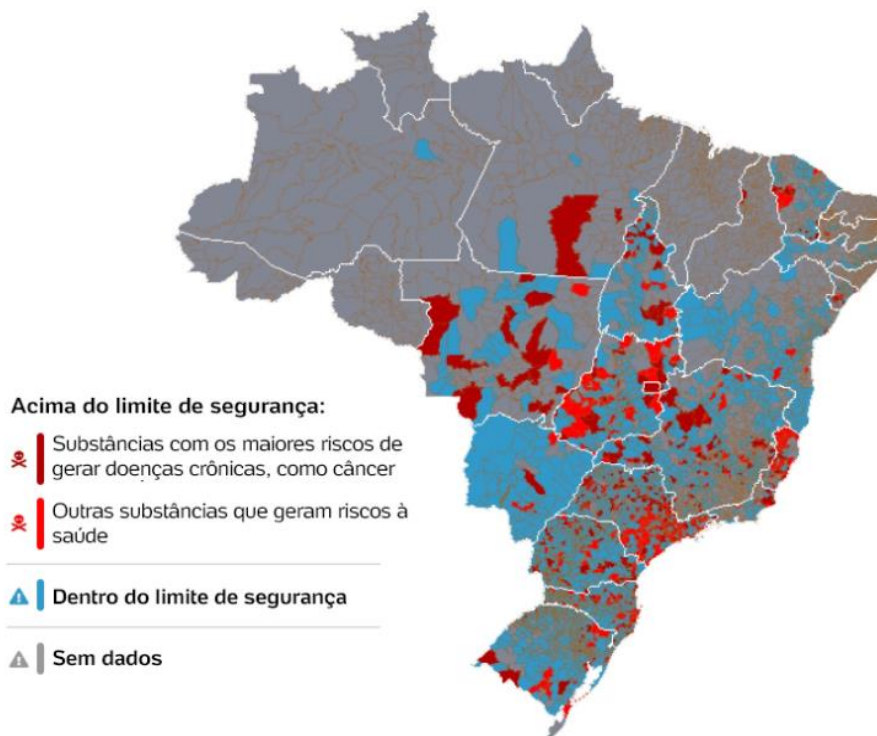 Acima do limite de segurança:
Substâncias com os maiores riscos de
gerar doenças crônicas, como câncer
Outras substâncias que geram riscos à
saúde
Dentro do limite de segurança
Sem dados